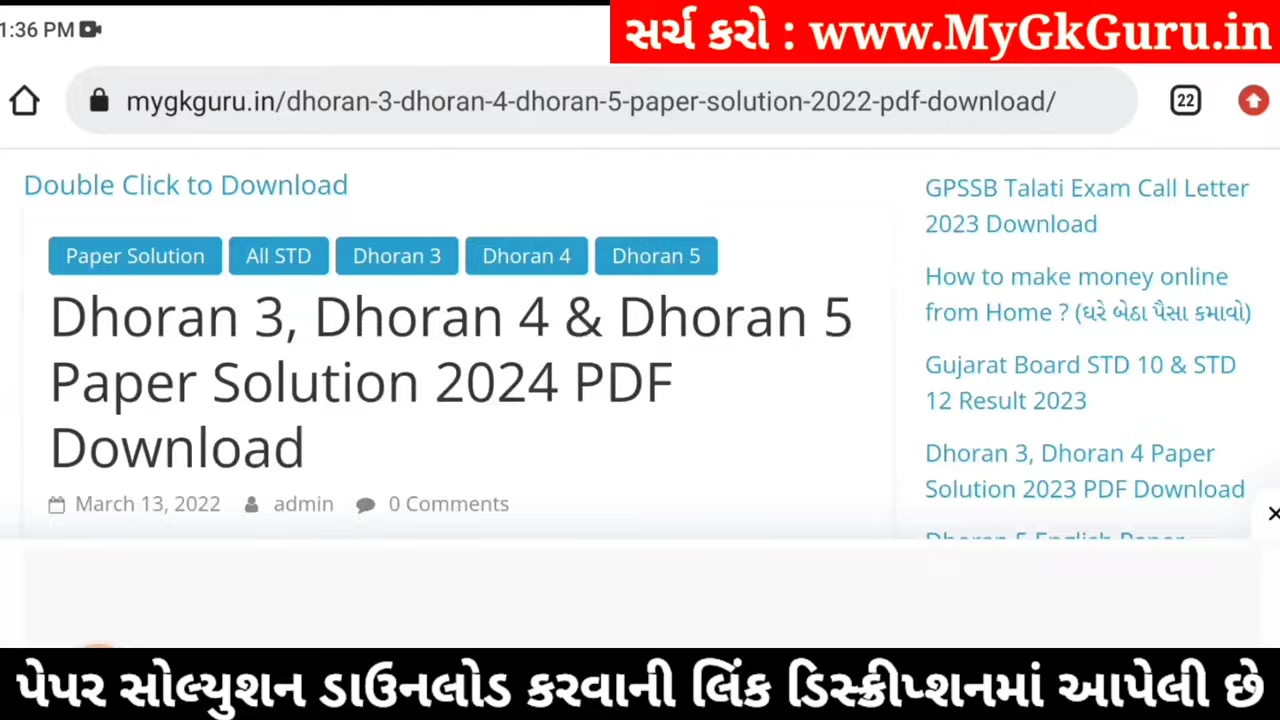 1:36 PM
સર્ચ કરો : www.MyGkGuru.in
mygkguru.in/dhoran-3-dhoran-4-dhoran-5-paper-solution-2022-pdf-download/
22
Double Click to Download
Paper Solution
All STD
Dhoran 3
Dhoran 4
Dhoran 5
Dhoran 3, Dhoran 4 & Dhoran 5
Paper Solution 2024 PDF
Download
March 13, 2022 admin 0 Comments
GPSSB Talati Exam Call Letter
2023 Download
How to make money online
from Home ? (ઘરે બેઠા પૈસા કમાવો)
Gujarat Board STD 10 & STD
12 Result 2023
Dhoran 3, Dhoran 4 Paper
Solution 2023 PDF Download
પેપર સોલ્યુશન ડાઉનલોડ કરવાની લિંક ડિસ્ક્રીપ્શનમાં આપેલી છે